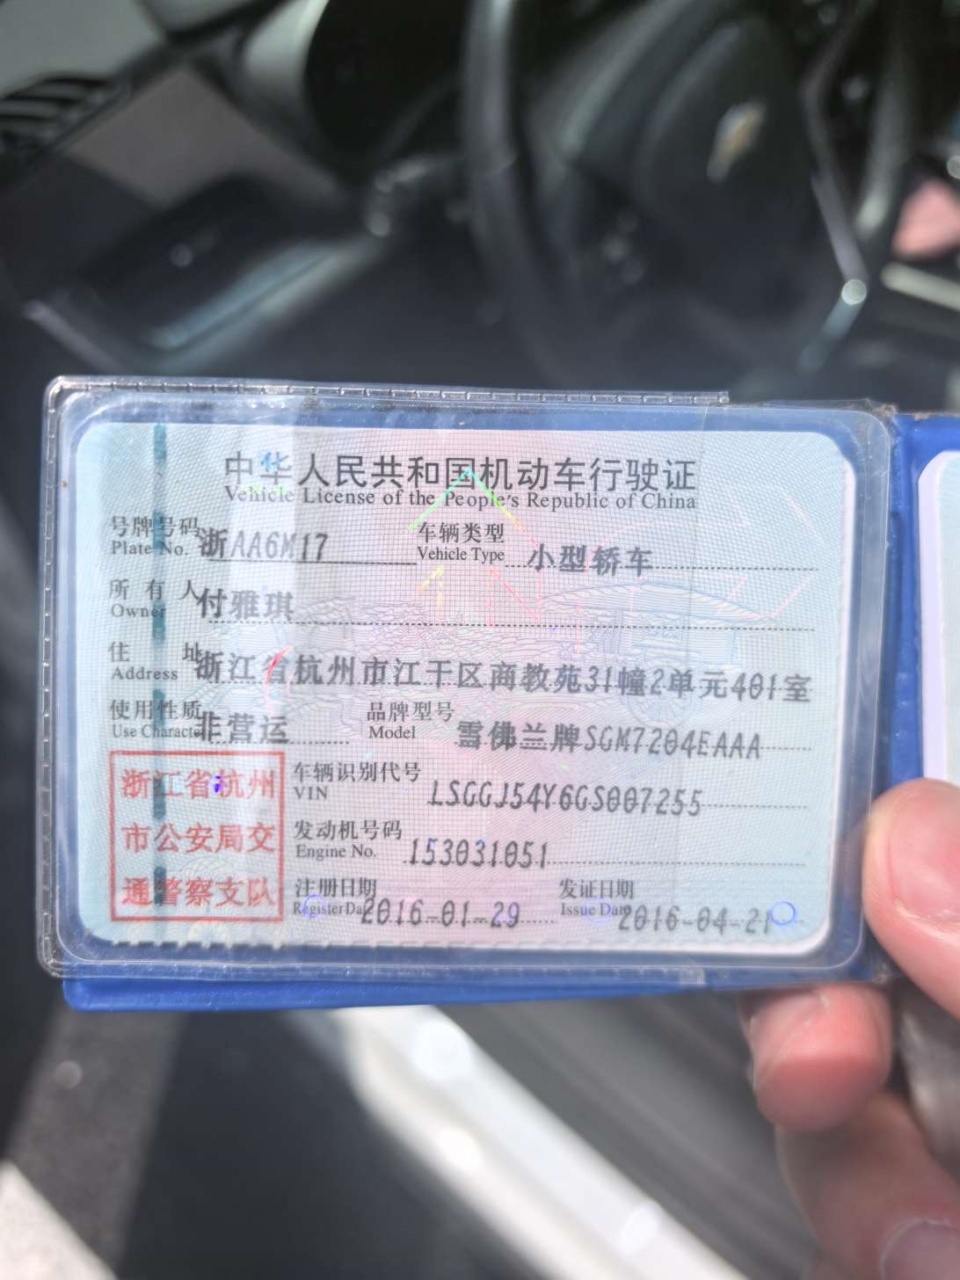 中华人民共和国机动车行驶证
Vehicle License of the People's Republic of China
号牌号码 浙AA6M17 车辆类型 小型轿车
Plate No. Vehicle Type
所有人 付雅琪
Owner
住址 浙江省杭州市江干区商教苑31幢2单元401室
Address
使用性质 非营运 品牌型号 雪佛兰牌SGM7204EAAA
Use Character Model
浙江省杭州
市公安局交
通警察支队
车辆识别代号 LSGGJ54Y6GS007255
VIN
发动机号码 153031051
Engine No.
注册日期 2016-01-29 发证日期 2016-04-21
Register Date Issue Date